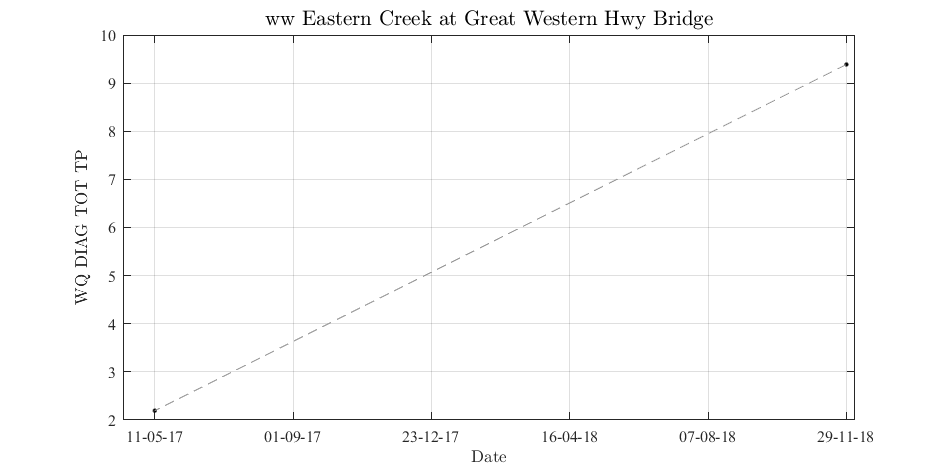 ww Eastern Creek at Great Western Hwy Bridge
10
9
8
7
6
5
4
3
2
WQ DIAG TOT TP
11-05-17 01-09-17 23-12-17 16-04-18 07-08-18 29-11-18
Date